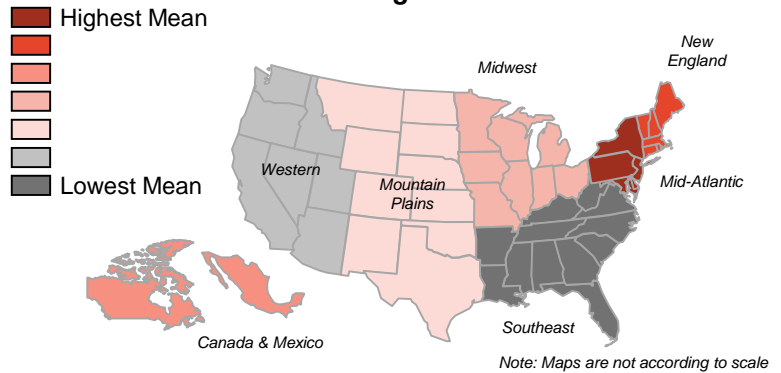 Highest Mean
New
England
Midwest
Western
Mountain
Plains
Lowest Mean
Mid-Atlantic
Southeast
Canada & Mexico
Note: Maps are not according to scale